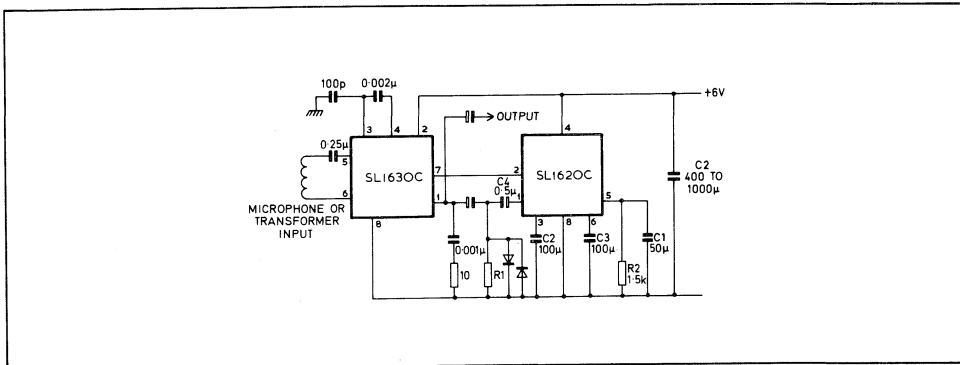 100p
0·002μ
+6V
OUTPUT
3
4
2
4
0·25μ
5
SL1630C
7
2
SL1620C
C2
400 TO
1000μ
6
1
C4
0·5μ
1
5
MICROPHONE OR
TRANSFORMER
INPUT
8
3
8
6
C2
100μ
C3
100μ
C1
50μ
0·001μ
10
R1
R2
1·5k